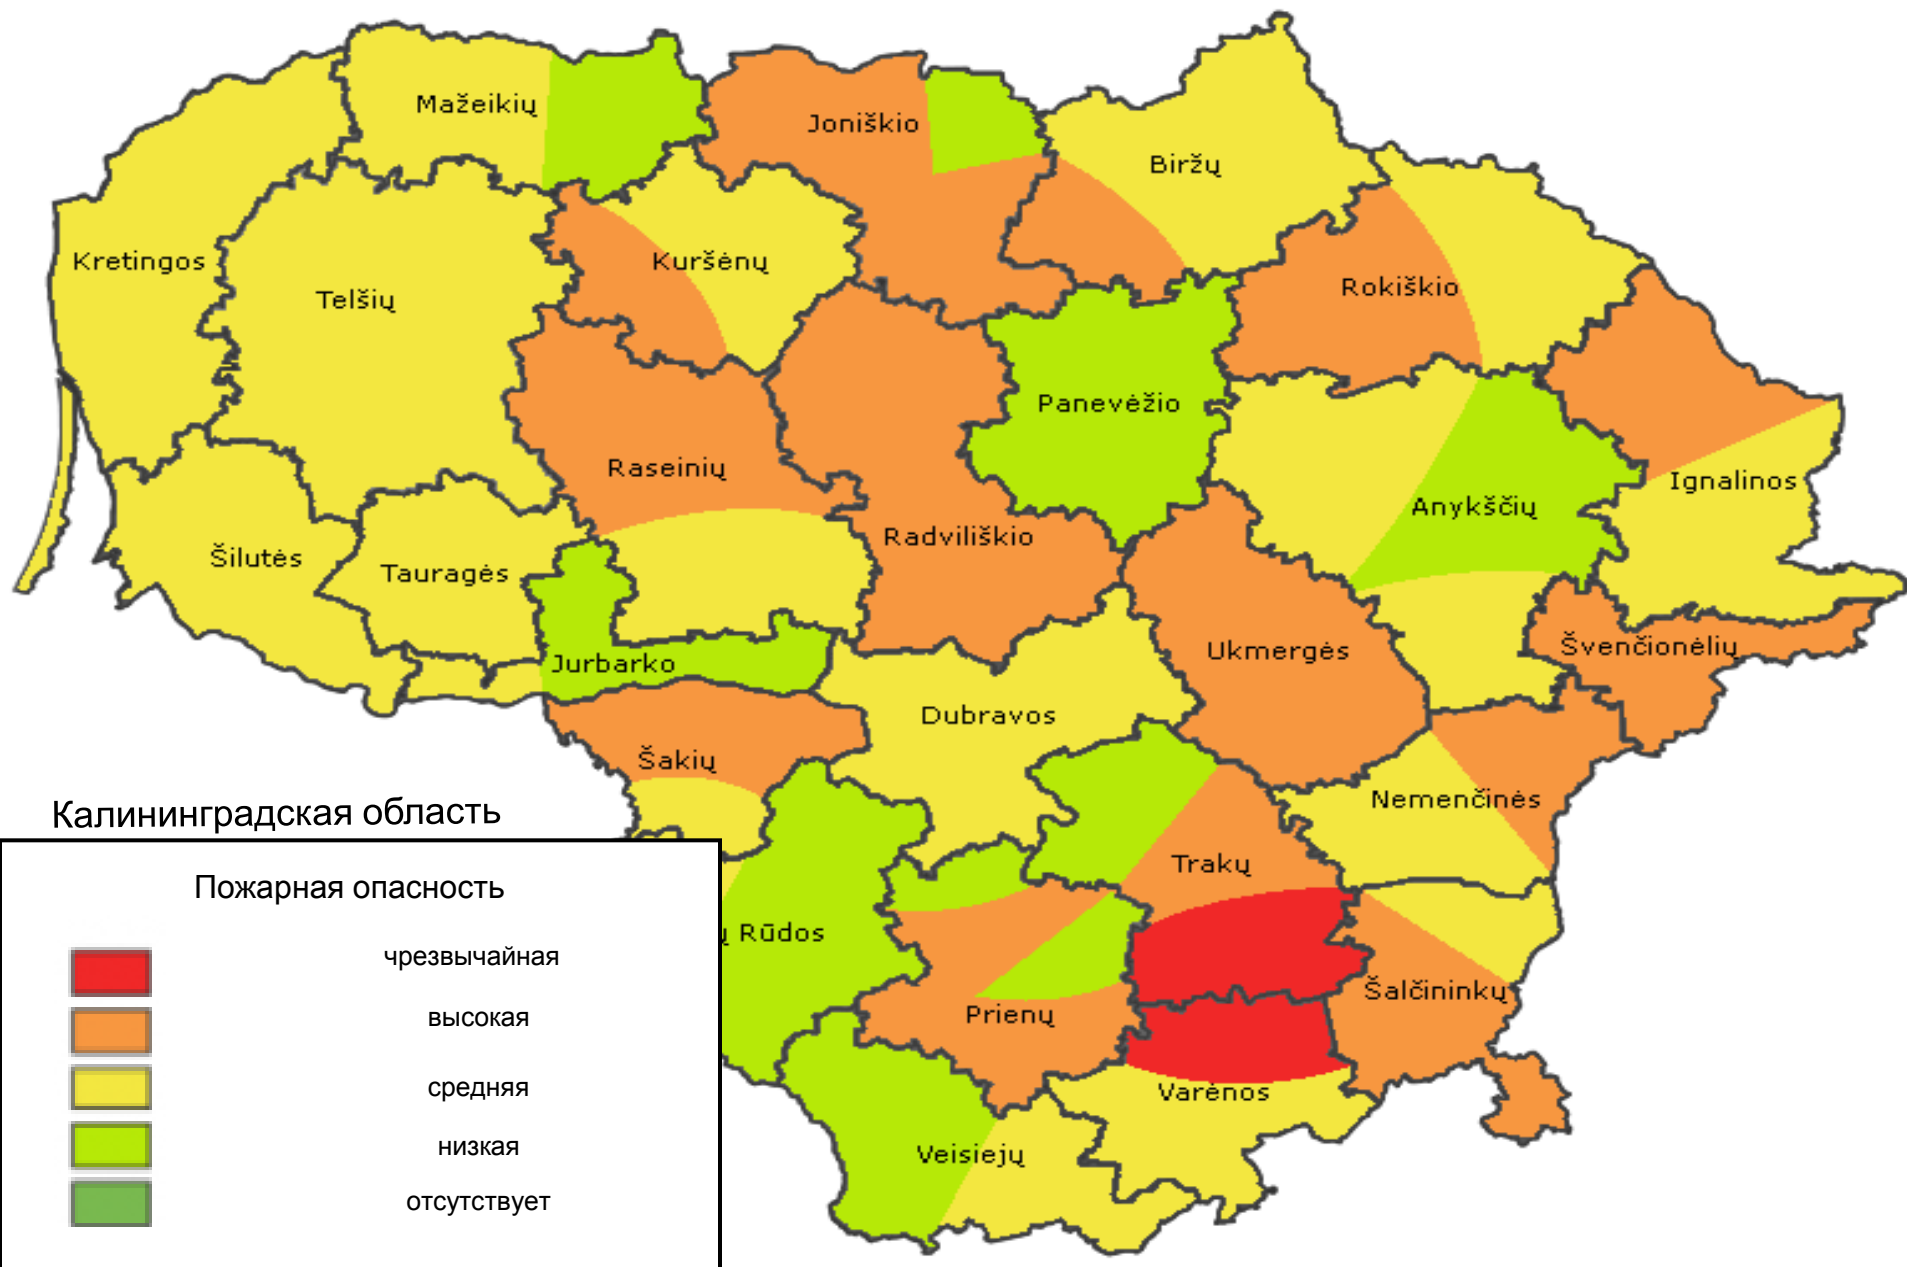 Mažeikių
Joniškio
Biržų
Kretingos
Telšių
Kuršėnų
Rokiškio
Panevėžio
Raseinių
Radviliškio
Anykščių
Ignalinos
Šilutės
Tauragės
Jurbarko
Ukmergės
Švenčionėlių
Dubravos
Šakių
Nemenčinės
Trakų
ų Rūdos
Prienų
Šalčininkų
Varėnos
Veisiejų
Калининградская область
Пожарная опасность
чрезвычайная
высокая
средняя
низкая
отсутствует